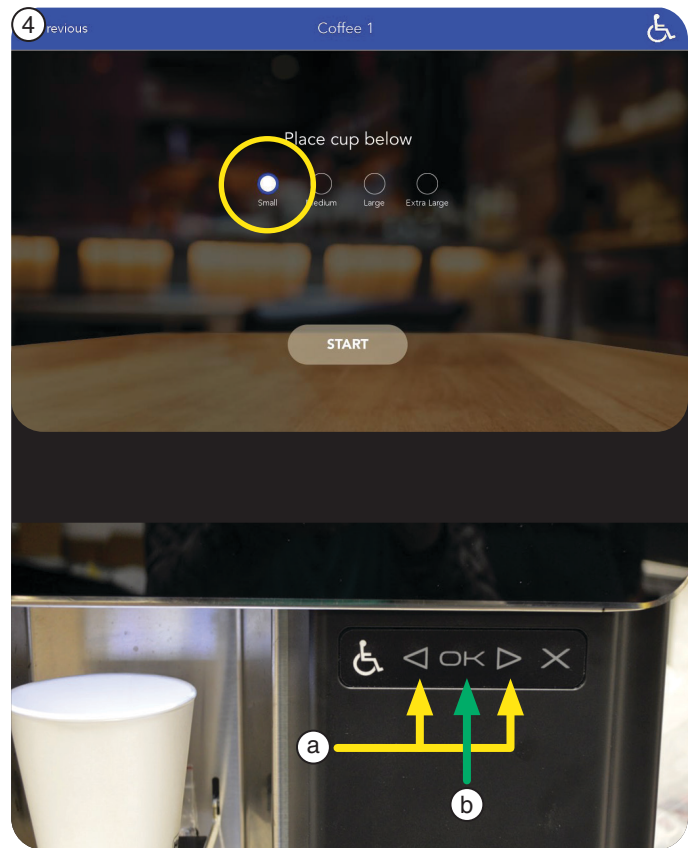 4
revious
Coffee 1
Place cup below
Small
edium
Large
Extra Large
START
OK
a
b